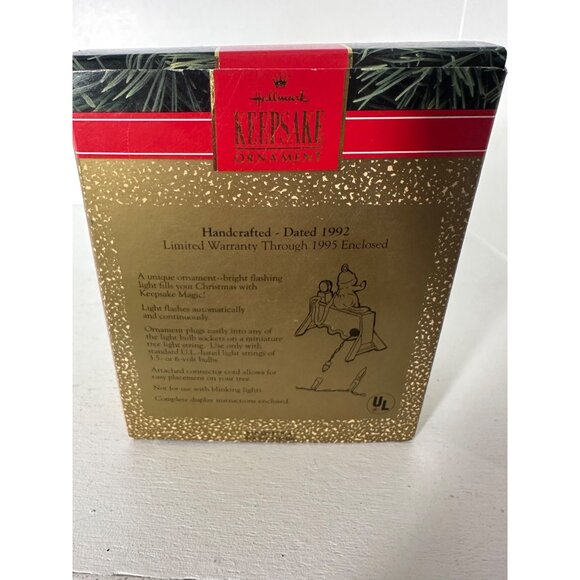 Hallmark
KEEPSAKE
ORNAMENT
Handcrafted - Dated 1992
Limited Warranty Through 1995 Enclosed
A unique ornament--bright flashing
light fills your Christmas with
Keepsake Magic!
Light flashes automatically
and continuously.
Ornament plugs easily into any of
the light bulb sockets on a miniature
tree light string. Use only with
standard U.L.-listed light strings of
3.5- or 6-volt bulbs.
Attached connector cord allows for
easy placement on your tree.
Not for use with blinking lights.
Complete display instructions enclosed.
UL